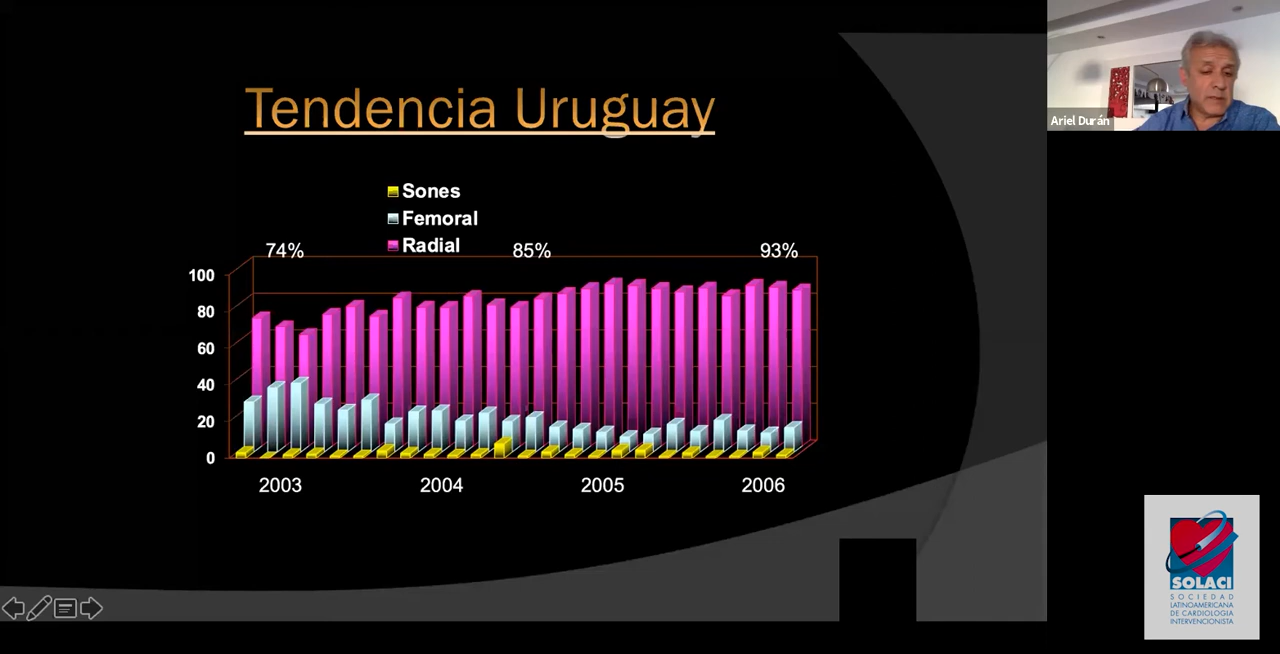 Tendencia Uruguay
Sones
Femoral
Radial
74%
85%
93%
100
80
60
40
20
0
2003
2004
2005
2006
Ariel Durán
SOLACI
SOCIEDAD
LATINOAMERICANA
DE CARDIOLOGIA
INTERVENCIONISTA